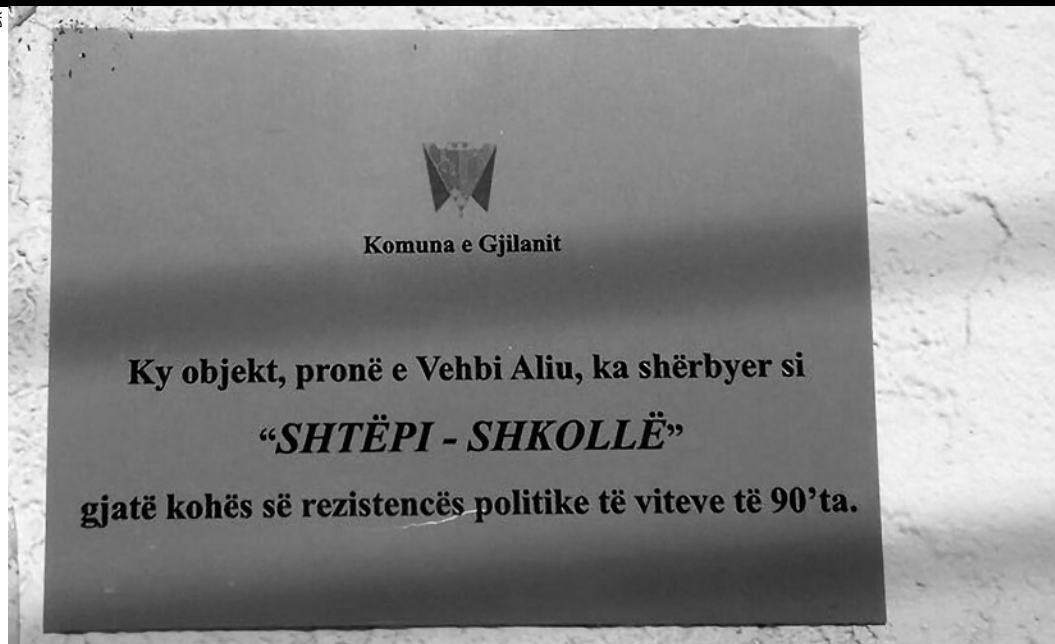 Komuna e Gjilanit
Ky objekt, pronë e Vehbi Aliu, ka shërbyer si
“SHTËPI - SHKOLLË”
gjatë kohës së rezistencës politike të viteve të 90’ta.